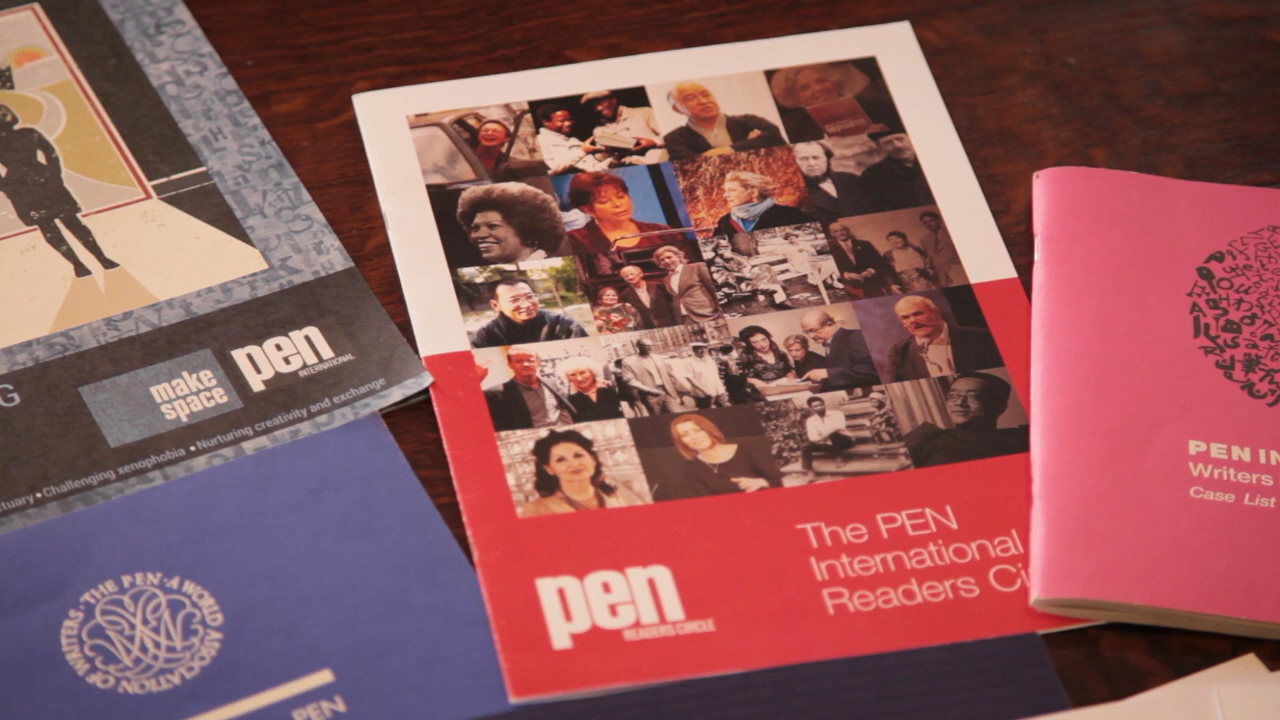 G
make
space
pen
INTERNATIONAL
ctuary • Challenging xenophobia • Nurturing creativity and exchange
THE PEN · A WORLD ASSOCIATION OF WRITERS ·
PEN
The PEN
International
Readers Ci
pen
READERS CIRCLE
PEN IN
Writers
Case List